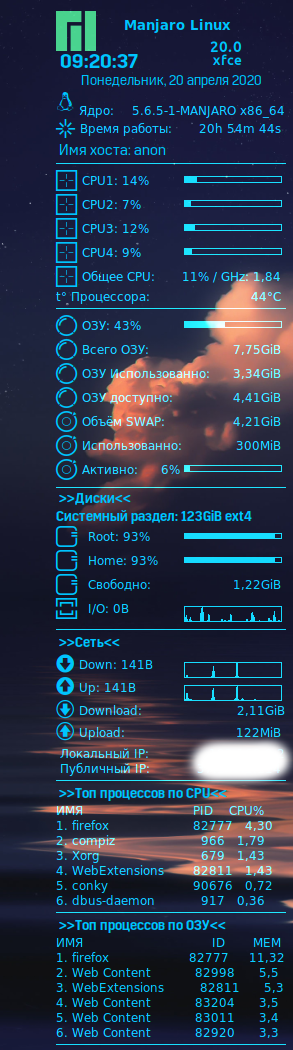 Manjaro Linux
09:20:37
20.0
xfce
Понедельник, 20 апреля 2020
Ядро: 5.6.5-1-MANJARO x86_64
Время работы: 20h 54m 44s
Имя хоста: anon
CPU1: 14%
CPU2: 7%
CPU3: 12%
CPU4: 9%
Общее CPU: 11% / GHz: 1,84
t° Процессора: 44°C
ОЗУ: 43%
Всего ОЗУ: 7,75GiB
ОЗУ Использованно: 3,34GiB
ОЗУ доступно: 4,41GiB
Объём SWAP: 4,21GiB
Использованно: 300MiB
Активно: 6%
>>Диски<<
Системный раздел: 123GiB ext4
Root: 93%
Home: 93%
Свободно: 1,22GiB
I/O: 0B
>>Сеть<<
Down: 141B
Up: 141B
Download: 2,11GiB
Upload: 122MiB
Локальный IP:
Публичный IP:
>>Топ процессов по CPU<<
ИМЯ PID CPU%
1. firefox 82777 4,30
2. compiz 966 1,79
3. Xorg 679 1,43
4. WebExtensions 82811 1,43
5. conky 90676 0,72
6. dbus-daemon 917 0,36
>>Топ процессов по ОЗУ<<
ИМЯ ID MEM
1. firefox 82777 11,32
2. Web Content 82998 5,5
3. WebExtensions 82811 5,3
4. Web Content 83204 3,5
5. Web Content 83011 3,4
6. Web Content 82920 3,3